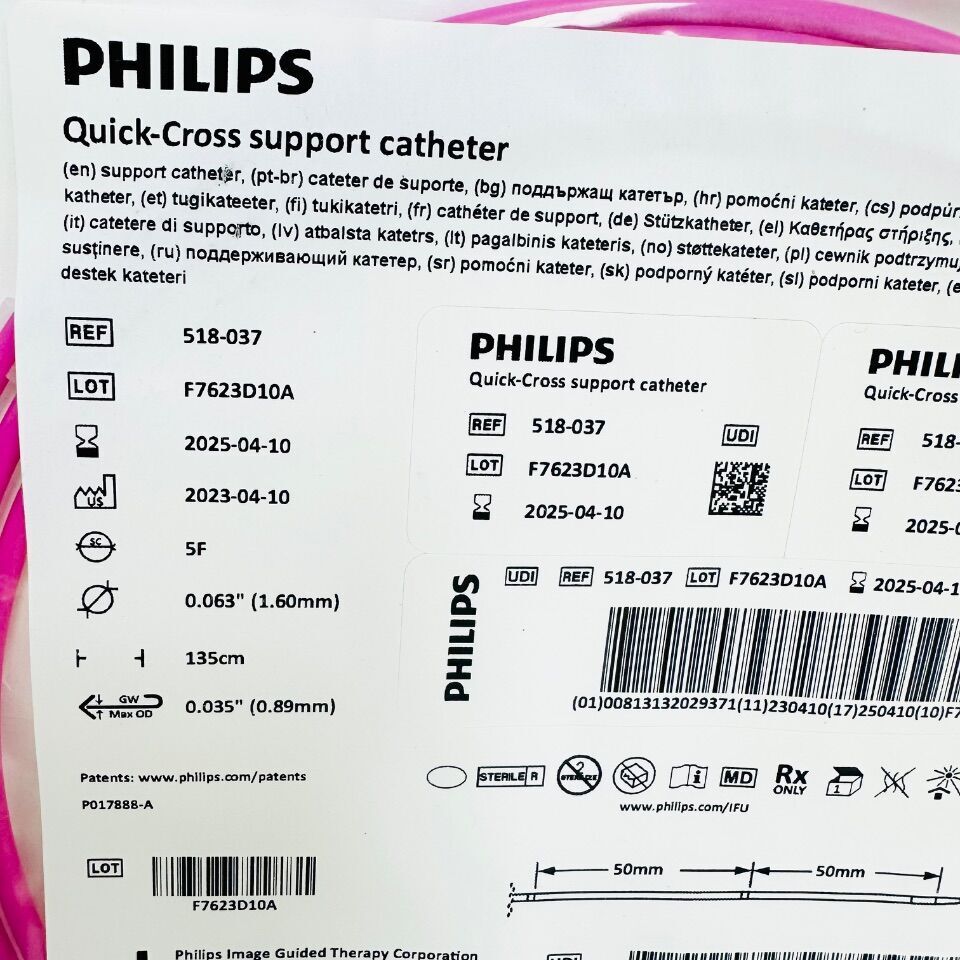 PHILIPS
Quick-Cross support catheter
(en) support catheter, (pt-br) cateter de suporte, (bg) поддържащ катетър, (hr) pomoćni kateter, (cs) podpůr
katheter, (et) tugikateeter, (fi) tukikatetri, (fr) cathéter de support, (de) Stützkatheter, (el) Καθετήρας στήριξης,
(it) catetere di supporto, (lv) atbalsta katetrs, (lt) pagalbinis kateteris, (no) støttekateter, (pl) cewnik podtrzymuj
susținere, (ru) поддерживающий катетер, (sr) pomoćni kateter, (sk) podporný katéter, (sl) podporni kateter, (e
destek kateteri
REF 518-037
LOT F7623D10A
2025-04-10
US 2023-04-10
SC 5F
0.063" (1.60mm)
135cm
GW Max OD 0.035" (0.89mm)
Patents: www.philips.com/patents
P017888-A
LOT
F7623D10A
Philips Image Guided Therapy Corporation
PHILIPS
Quick-Cross support catheter
REF 518-037
UDI
LOT F7623D10A
2025-04-10
PHILI
Quick-Cross
REF 518-
LOT F7623
2025-0
PHILIPS
UDI REF 518-037 LOT F7623D10A 2025-04-1
(01)00813132029371(11)230410(17)250410(10)F7
STERILE R
2 STERILIZE
i
MD
Rx ONLY
1
www.philips.com/IFU
50mm 50mm
UDI